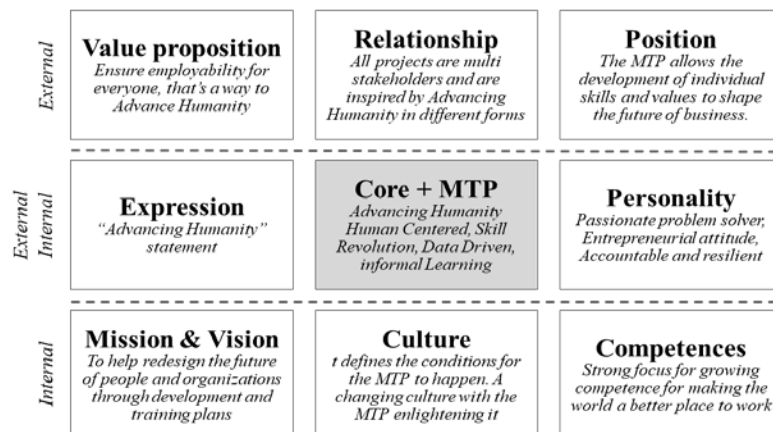 External
Value proposition
Ensure employability for
everyone, that's a way to
Advance Humanity
Relationship
All projects are multi
stakeholders and are
inspired by Advancing
Humanity in different forms
Position
The MTP allows the
development of individual
skills and values to shape
the future of business.
External
Internal
Expression
"Advancing Humanity"
statement
Core + MTP
Advancing Humanity
Human Centered, Skill
Revolution, Data Driven,
informal Learning
Personality
Passionate problem solver,
Entrepreneurial attitude,
Accountable and resilient
Internal
Mission & Vision
To help redesign the future
of people and organizations
through development and
training plans
Culture
t defines the conditions for
the MTP to happen. A
changing culture with the
MTP enlightening it
Competences
Strong focus for growing
competence for making the
world a better place to work